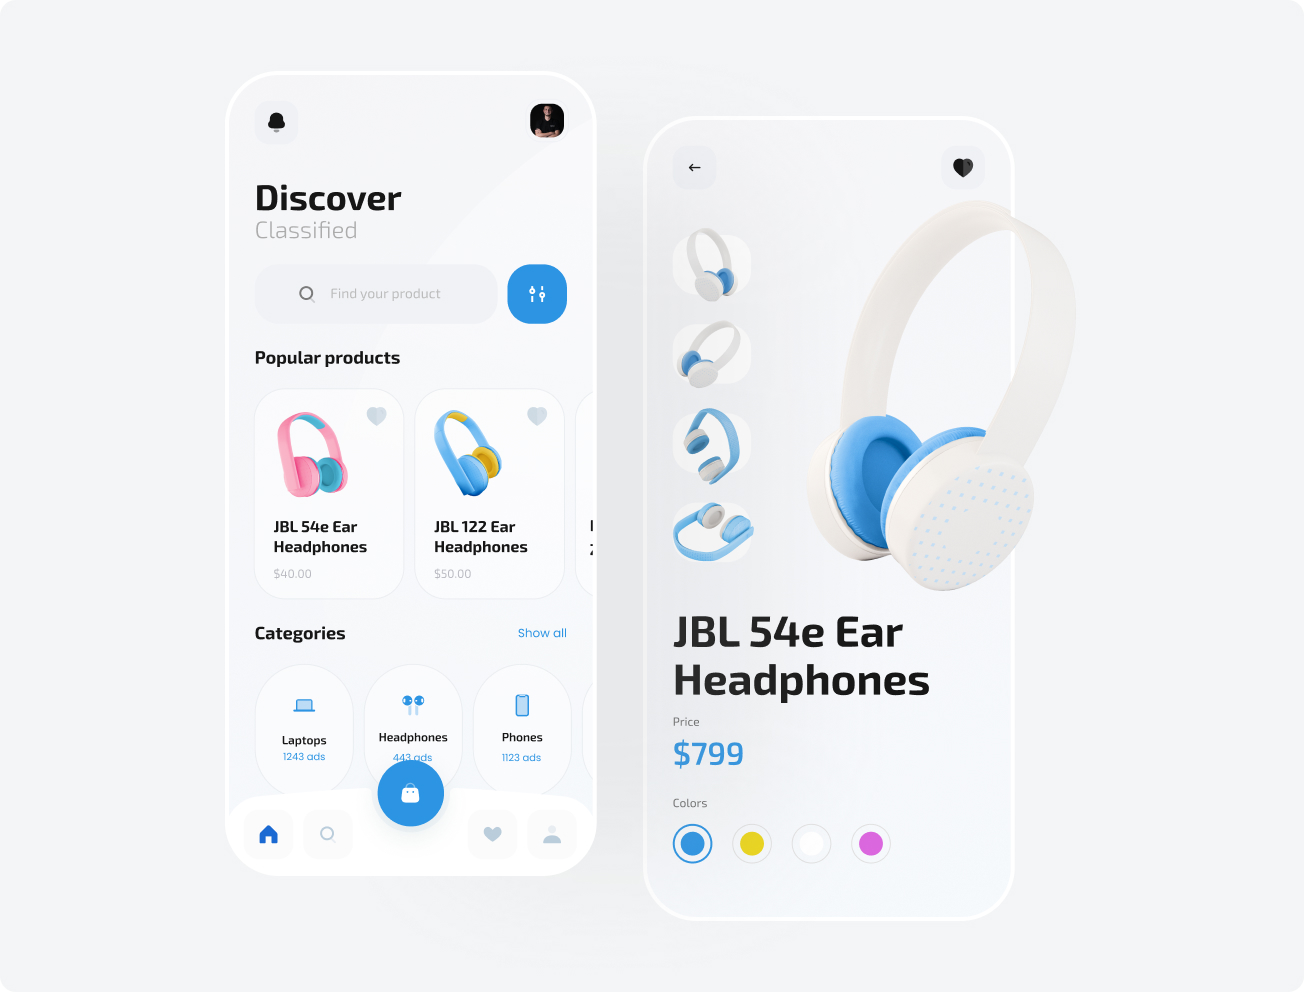 Discover
Classified
Find your product
Popular products
JBL 54e Ear
Headphones
$40.00
JBL 122 Ear
Headphones
$50.00
Categories
Show all
Laptops
1243 ads
Headphones
443 ads
Phones
1123 ads
JBL 54e Ear
Headphones
Price
$799
Colors